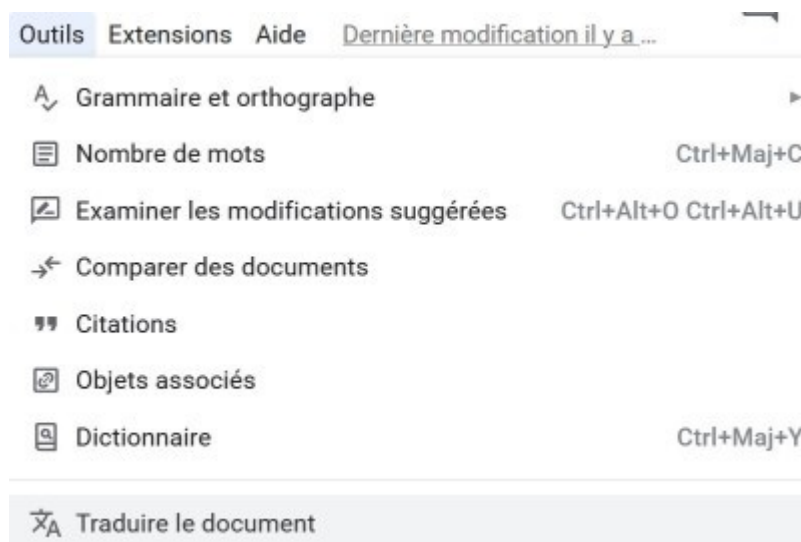 Outils Extensions Aide Dernière modification il y a ...
Grammaire et orthographe
Nombre de mots Ctrl+Maj+C
Examiner les modifications suggérées Ctrl+Alt+O Ctrl+Alt+U
Comparer des documents
Citations
Objets associés
Dictionnaire Ctrl+Maj+Y
Traduire le document